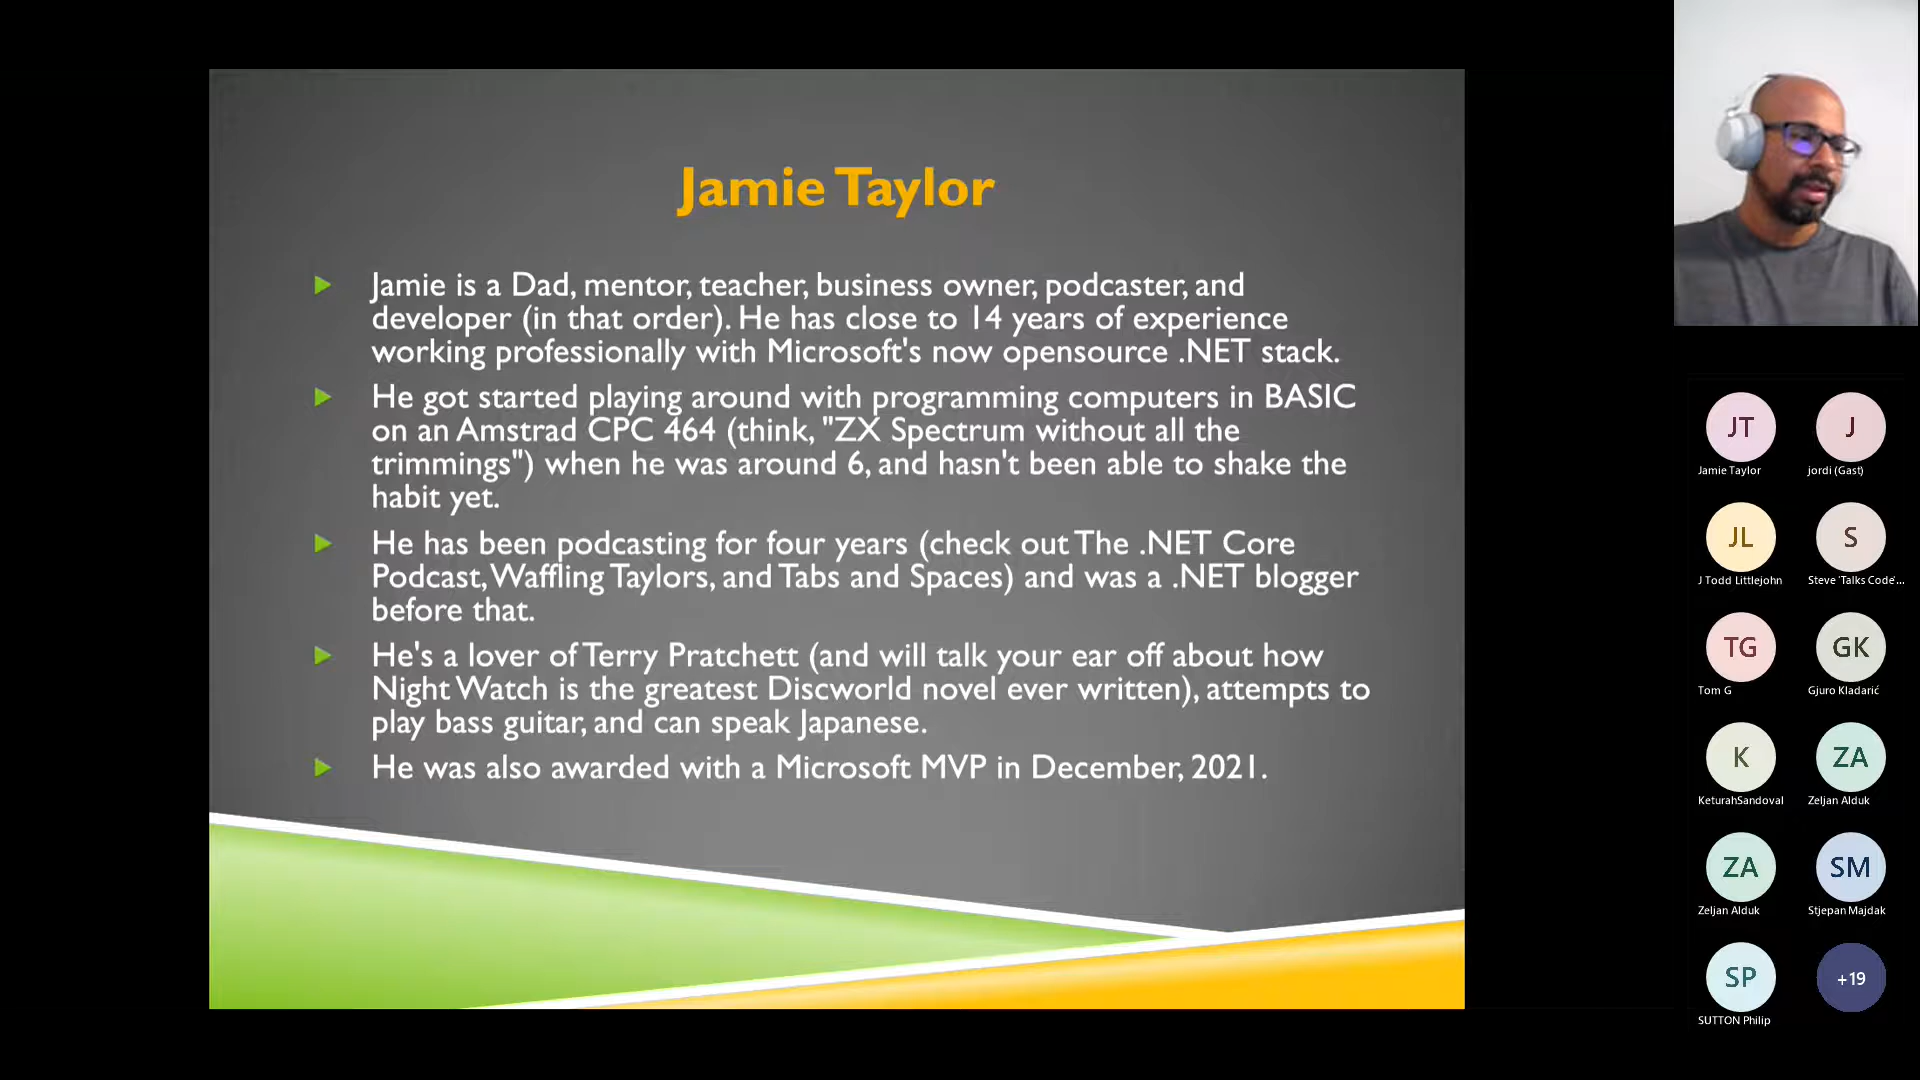 Jamie Taylor
Jamie is a Dad, mentor, teacher, business owner, podcaster, and
developer (in that order). He has close to 14 years of experience
working professionally with Microsoft's now opensource .NET stack.
He got started playing around with programming computers in BASIC
on an Amstrad CPC 464 (think, "ZX Spectrum without all the
trimmings") when he was around 6, and hasn't been able to shake the
habit yet.
He has been podcasting for four years (check out The .NET Core
Podcast, Waffling Taylors, and Tabs and Spaces) and was a .NET blogger
before that.
He's a lover of Terry Pratchett (and will talk your ear off about how
Night Watch is the greatest Discworld novel ever written), attempts to
play bass guitar, and can speak Japanese.
He was also awarded with a Microsoft MVP in December, 2021.
JT
J
Jamie Taylor
jordi (Gast)
JL
S
J Todd Littlejohn
Steve 'Talks Code'...
TG
GK
Tom G
Gjuro Kladarić
K
ZA
KeturahSandoval
Zeljan Alduk
ZA
SM
Zeljan Alduk
Stjepan Majdak
SP
+19
SUTTON Philip